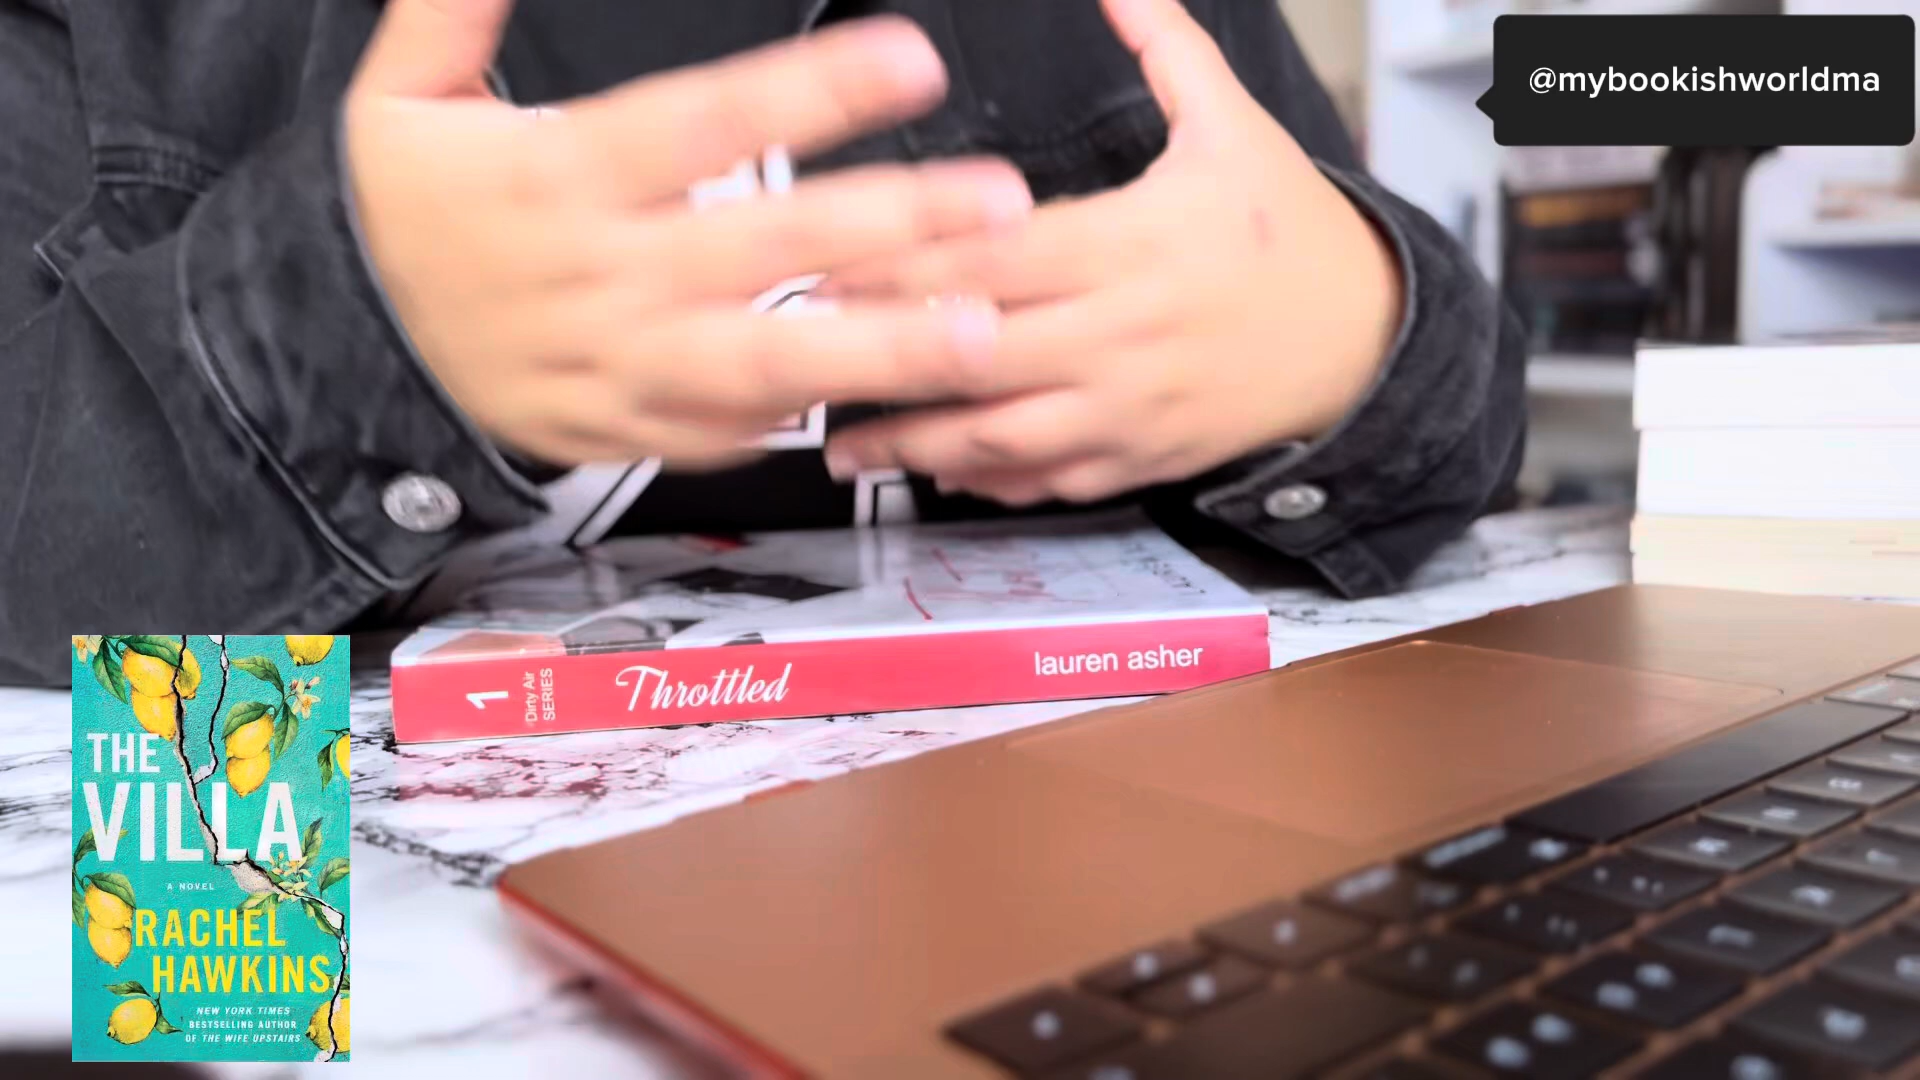 @mybookishworldma
1
Dirty Air
SERIES
Throttled
lauren asher
THE
VILLA
A NOVEL
RACHEL
HAWKINS
NEW YORK TIMES
BESTSELLING AUTHOR
OF THE WIFE UPSTAIRS